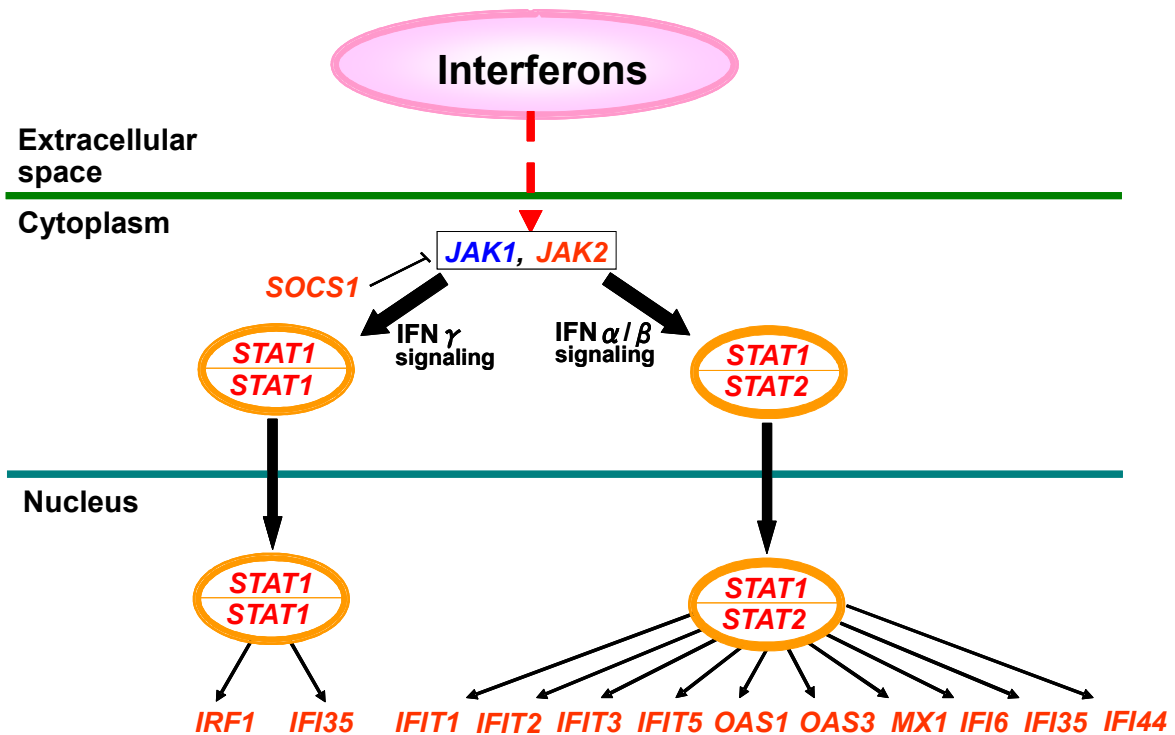 Interferons
Extracellular
space
Cytoplasm
JAK1, JAK2
SOCS1
IFN γ
signaling
IFN α/β
signaling
STAT1
STAT1
STAT1
STAT2
Nucleus
STAT1
STAT1
STAT1
STAT2
IRF1 IFI35 IFIT1 IFIT2 IFIT3 IFIT5 OAS1 OAS3 MX1 IFI6 IFI35 IFI44